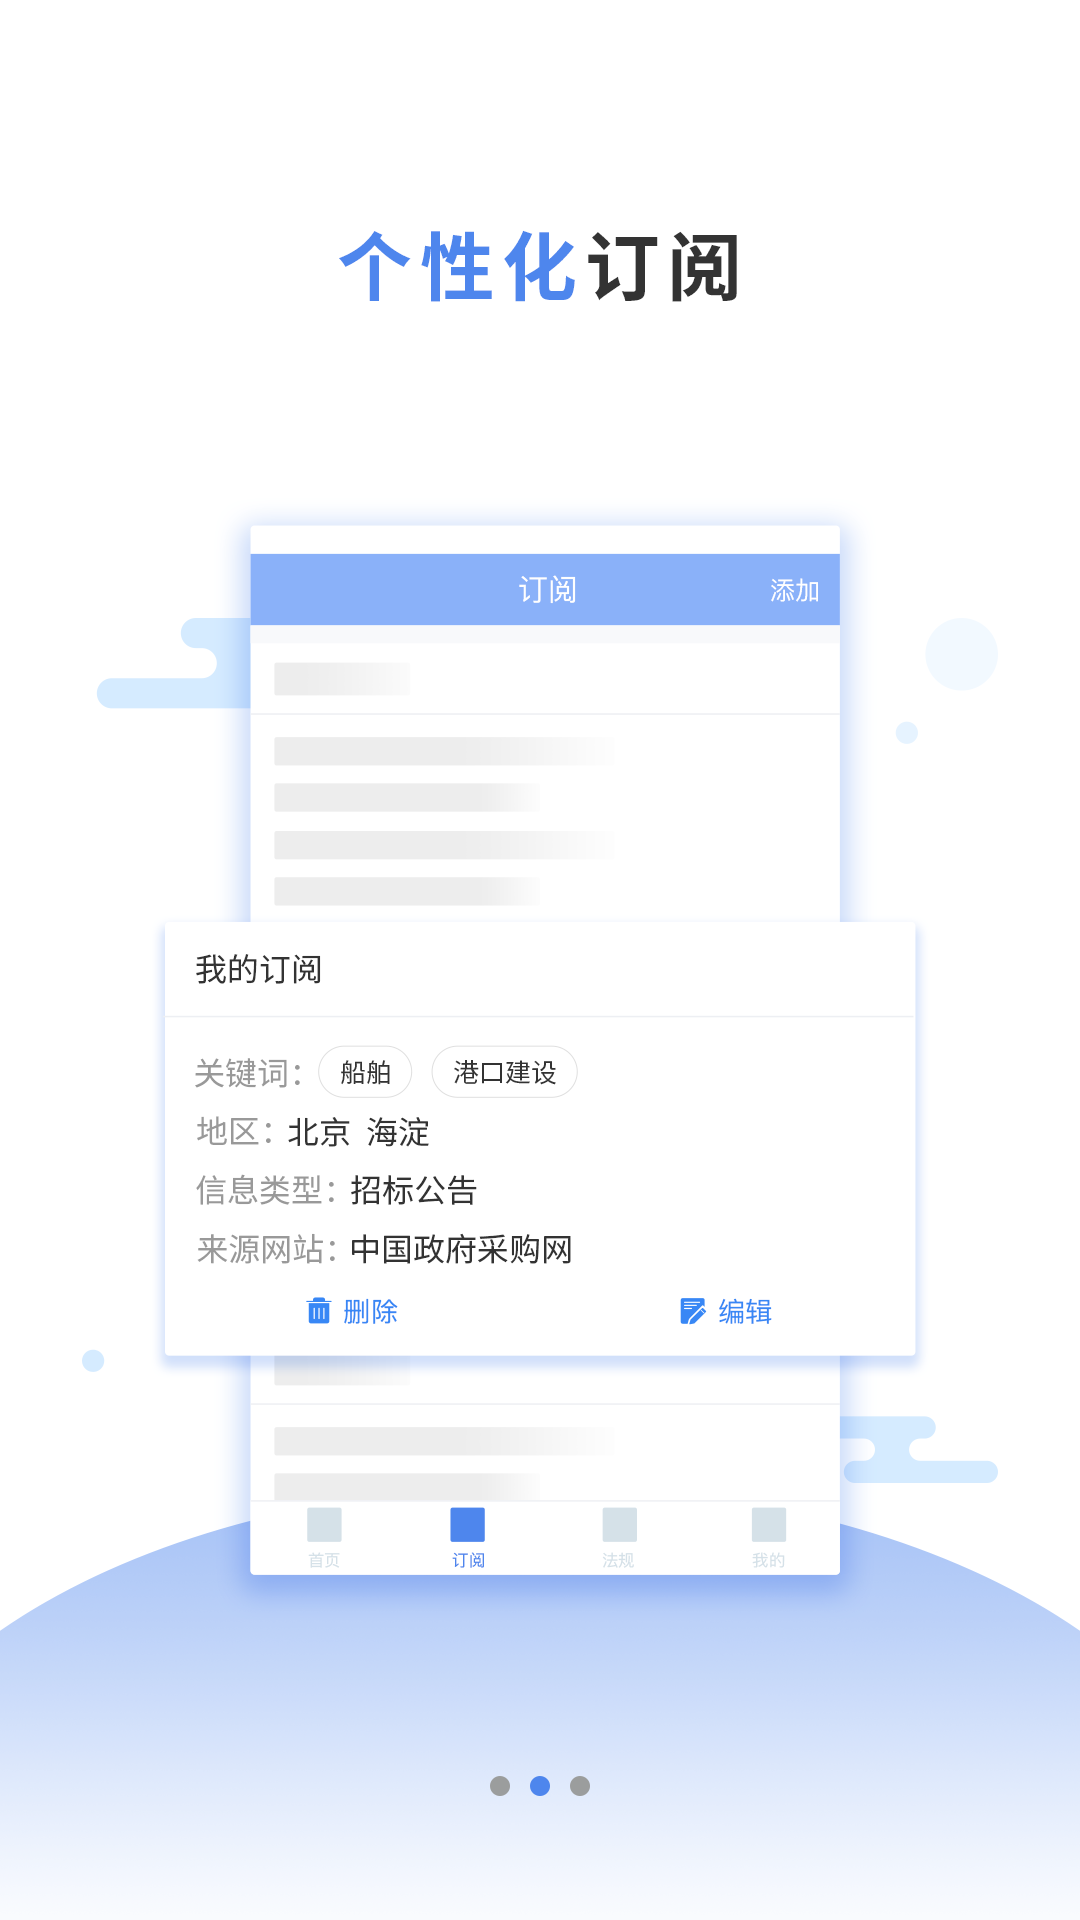 个性化订阅
订阅 添加
我的订阅
关键词： 船舶 港口建设
地区：北京 海淀
信息类型：招标公告
来源网站：中国政府采购网
删除 编辑
首页 订阅 法规 我的